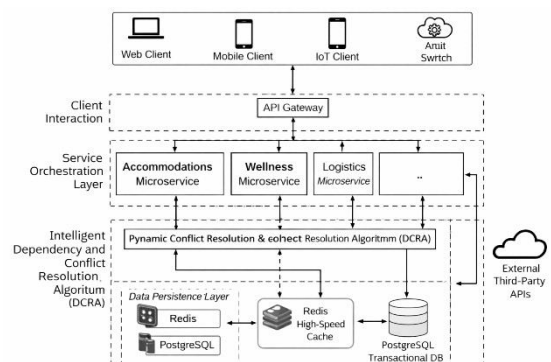 Web Client
Mobile Client
IoT Client
Aruit
Swrtch
Client
Interaction
API Gateway
Service
Orchestration
Layer
Accommodations
Microservice
Wellness
Microservice
Logistics
Microservice
..
Intelligent
Dependency and
Conflict
Resolution,
Algoritum
(DCRA)
Pynamic Conflict Resolution & eohect Resolution Algoritmm (DCRA)
External
Third-Party
APIs
Data Persistence Layer
Redis
PostgreSQL
Redis
High-Speed
Cache
PostgreSQL
Transactional DB